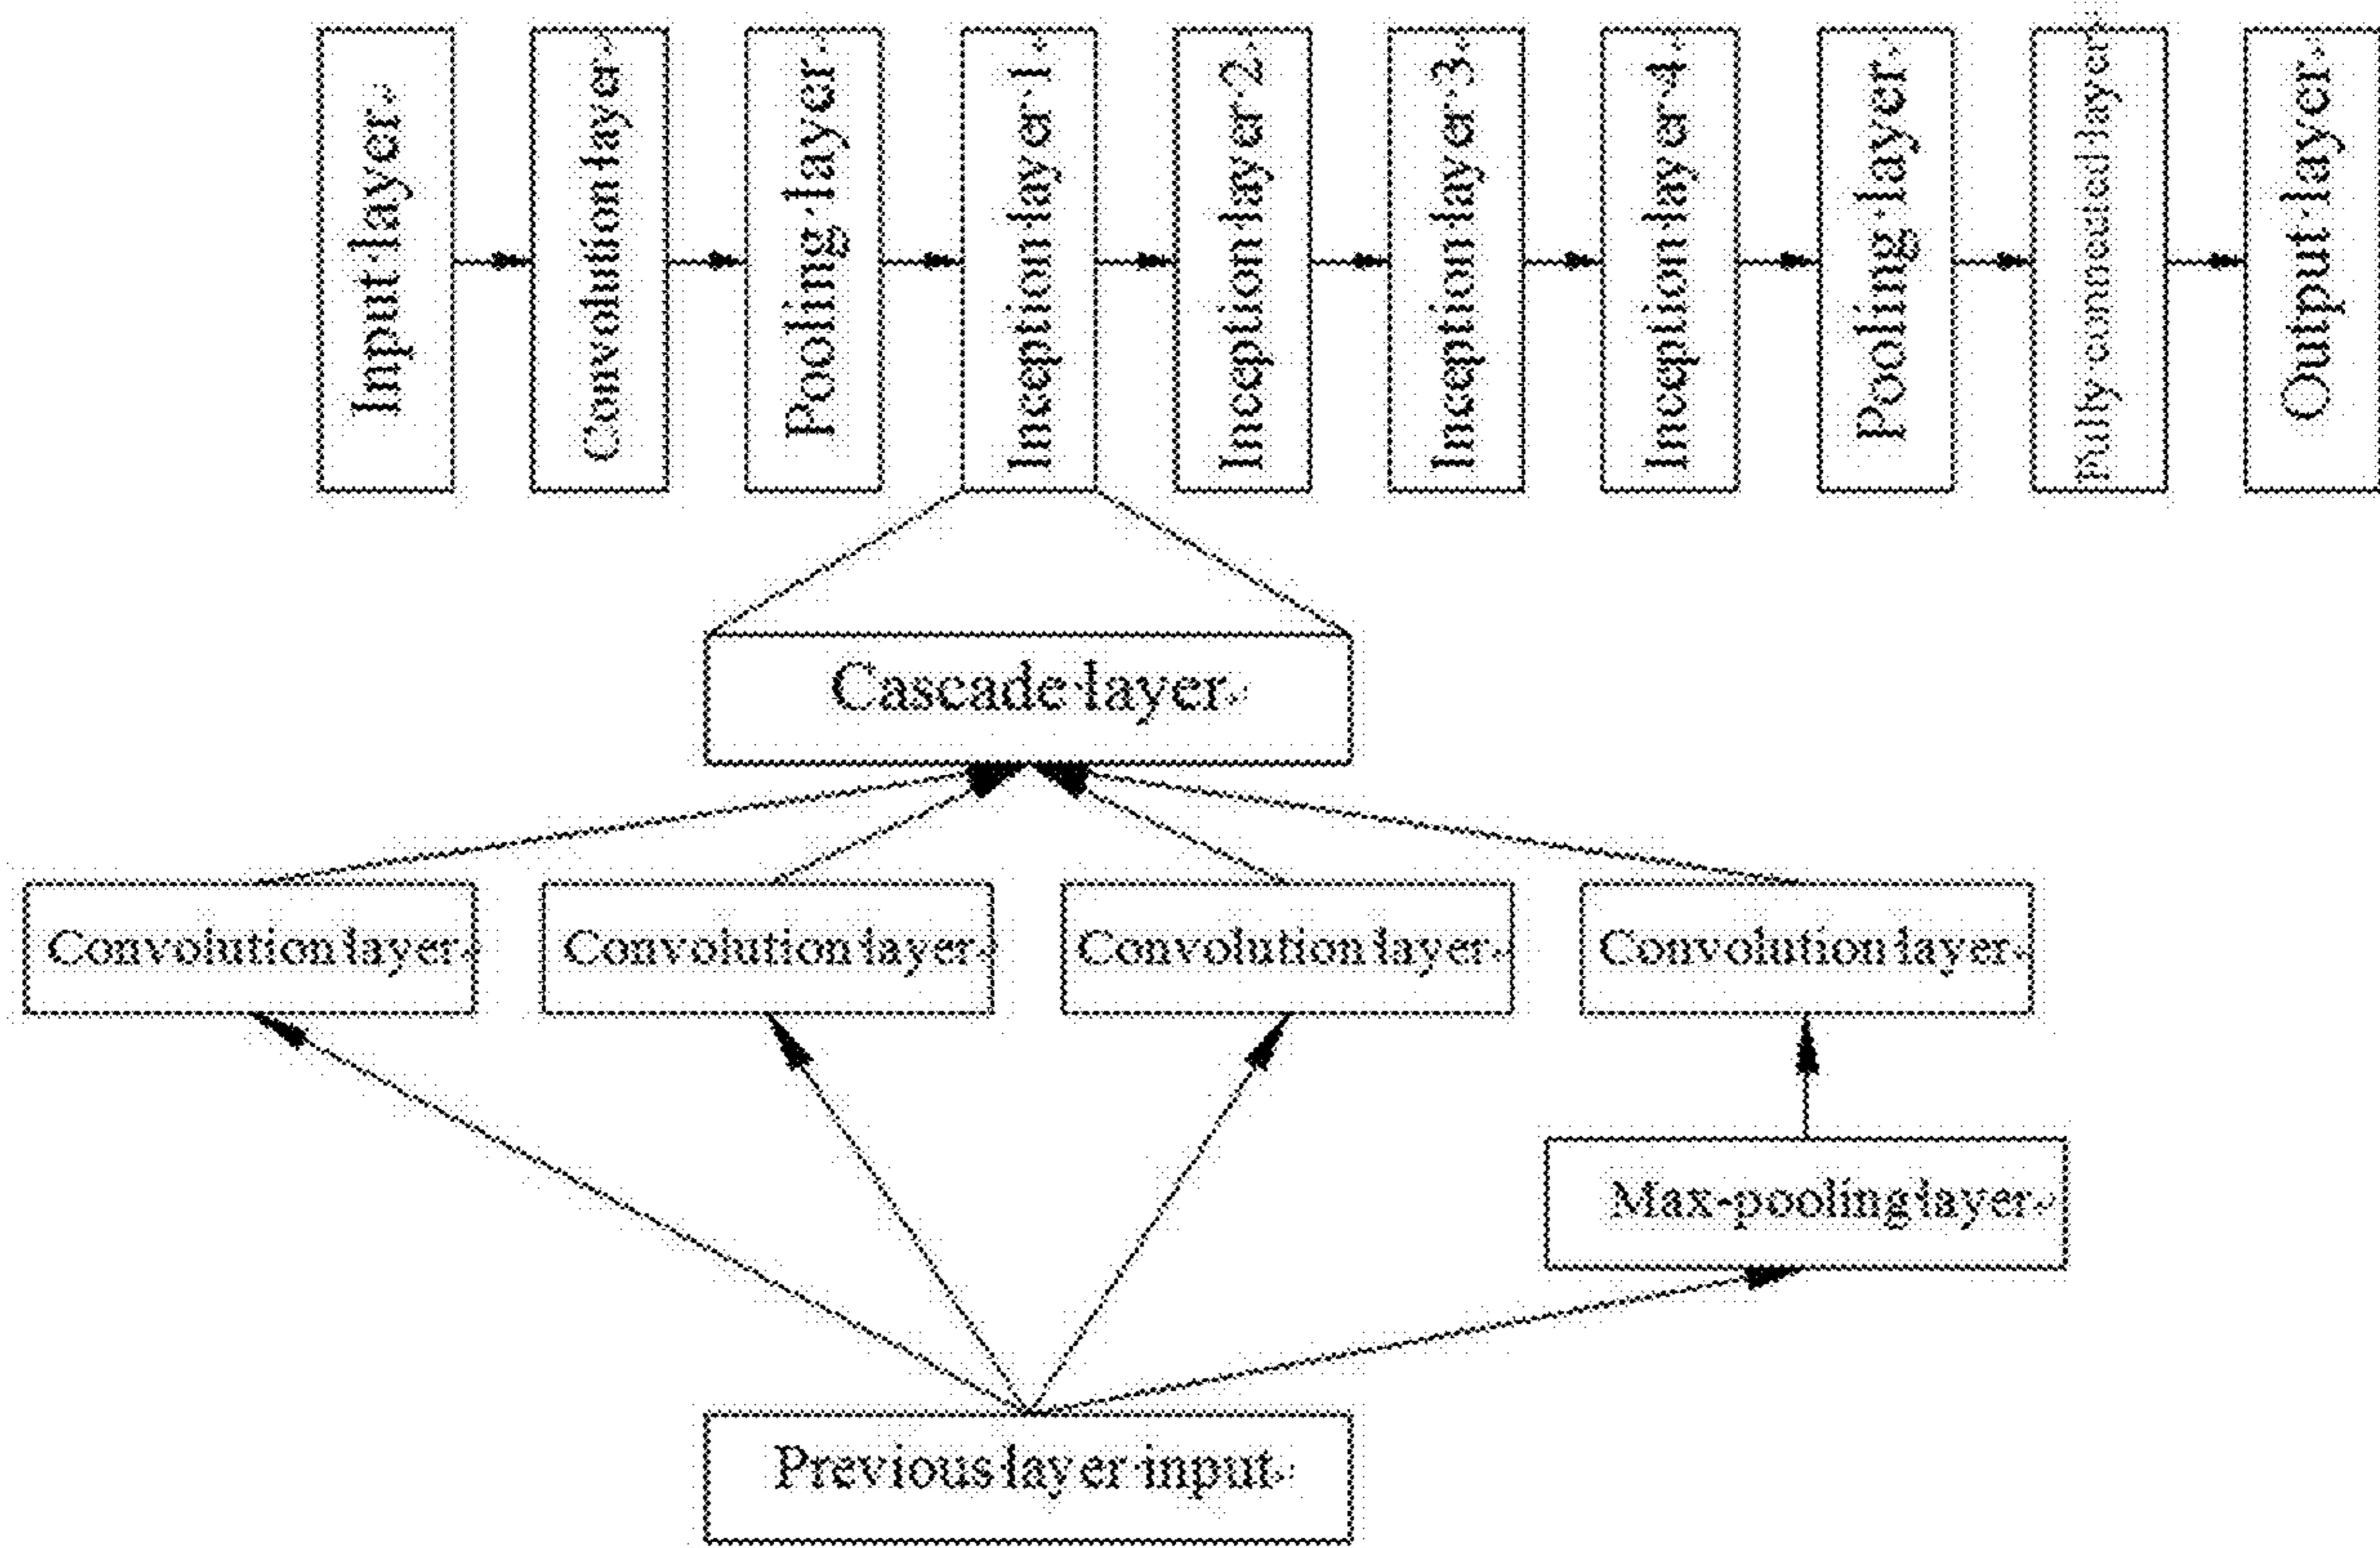 Input layer
Convolution layer
Pooling layer
Inception layer 1
Inception layer 2
Inception layer 3
Inception layer 4
Pooling layer
Fully connected layer
Output layer
Cascade layer
Convolution layer
Convolution layer
Convolution layer
Convolution layer
Max-pooling layer
Previous layer input